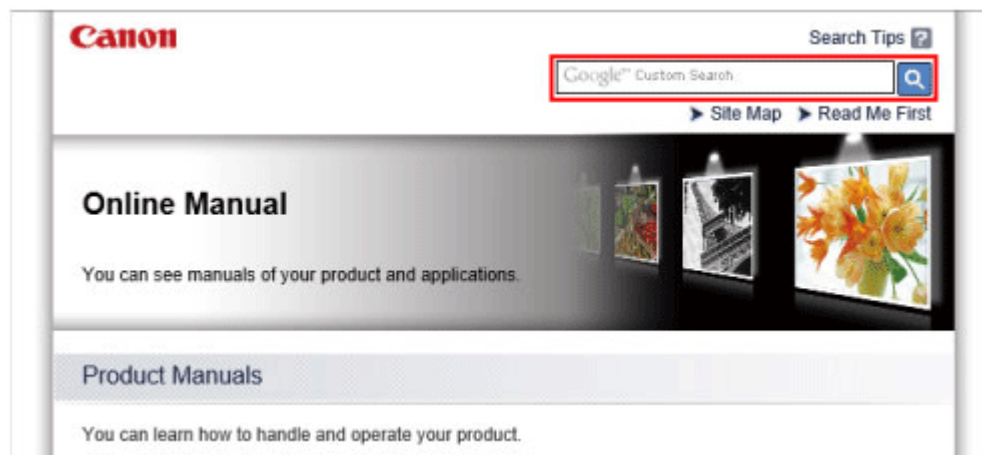 Canon
Search Tips ?
Google™ Custom Search
Site Map Read Me First
Online Manual
You can see manuals of your product and applications.
Product Manuals
You can learn how to handle and operate your product.